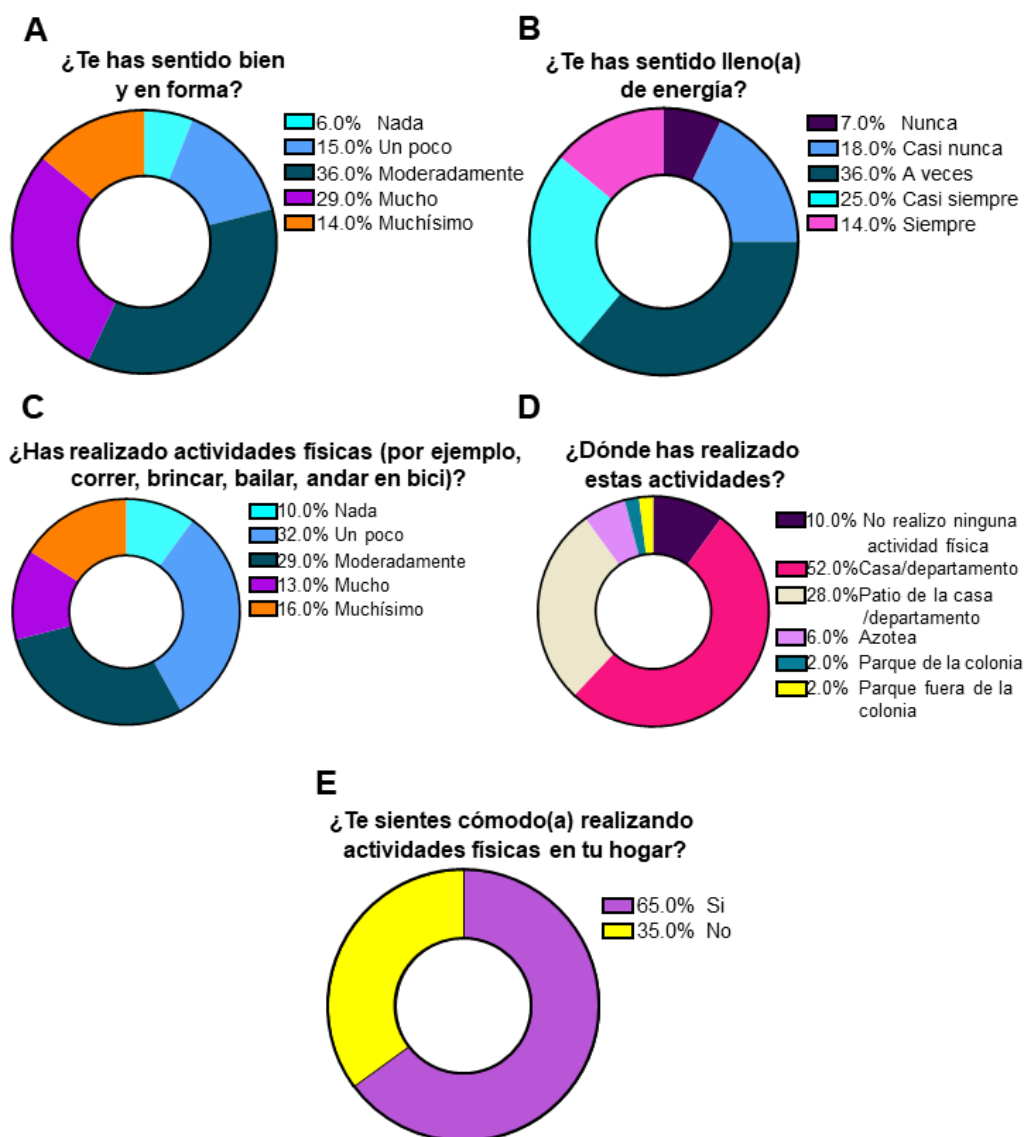 A
¿Te has sentido bien
y en forma?
6.0% Nada
15.0% Un poco
36.0% Moderadamente
29.0% Mucho
14.0% Muchísimo
B
¿Te has sentido lleno(a)
de energía?
7.0% Nunca
18.0% Casi nunca
36.0% A veces
25.0% Casi siempre
14.0% Siempre
C
¿Has realizado actividades físicas (por ejemplo,
correr, brincar, bailar, andar en bici)?
10.0% Nada
32.0% Un poco
29.0% Moderadamente
13.0% Mucho
16.0% Muchísimo
D
¿Dónde has realizado
estas actividades?
10.0% No realizo ninguna
actividad física
52.0%Casa/departamento
28.0%Patio de la casa
/departamento
6.0% Azotea
2.0% Parque de la colonia
2.0% Parque fuera de la
colonia
E
¿Te sientes cómodo(a) realizando
actividades físicas en tu hogar?
65.0% Si
35.0% No